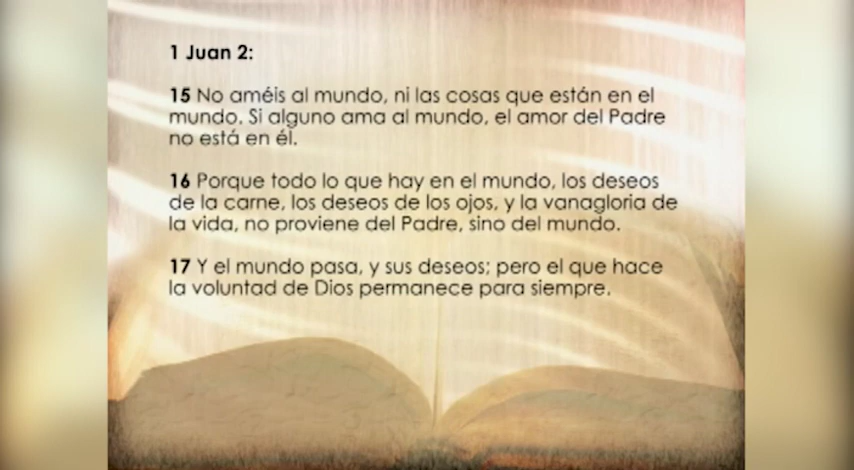 1 Juan 2:
15 No améis al mundo, ni las cosas que están en el
mundo. Si alguno ama al mundo, el amor del Padre
no está en él.
16 Porque todo lo que hay en el mundo, los deseos
de la carne, los deseos de los ojos, y la vanagloria de
la vida, no proviene del Padre, sino del mundo.
17 Y el mundo pasa, y sus deseos; pero el que hace
la voluntad de Dios permanece para siempre.